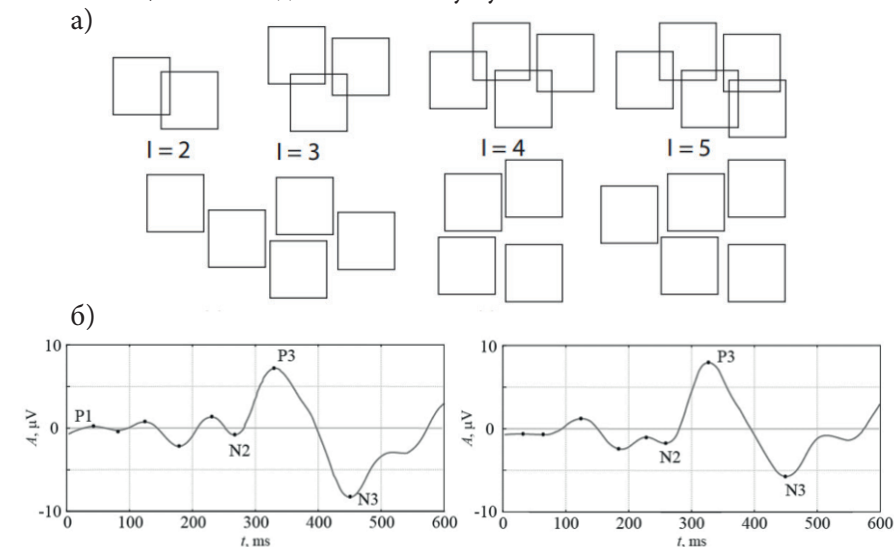 а)
I = 2
I = 3
I = 4
I = 5
б)
10
P3
P1
A, μV
0
N2
N3
-10
0
100
200
300
400
500
600
t, ms
10
P3
A, μV
0
N2
N3
-10
0
100
200
300
400
500
600
t, ms